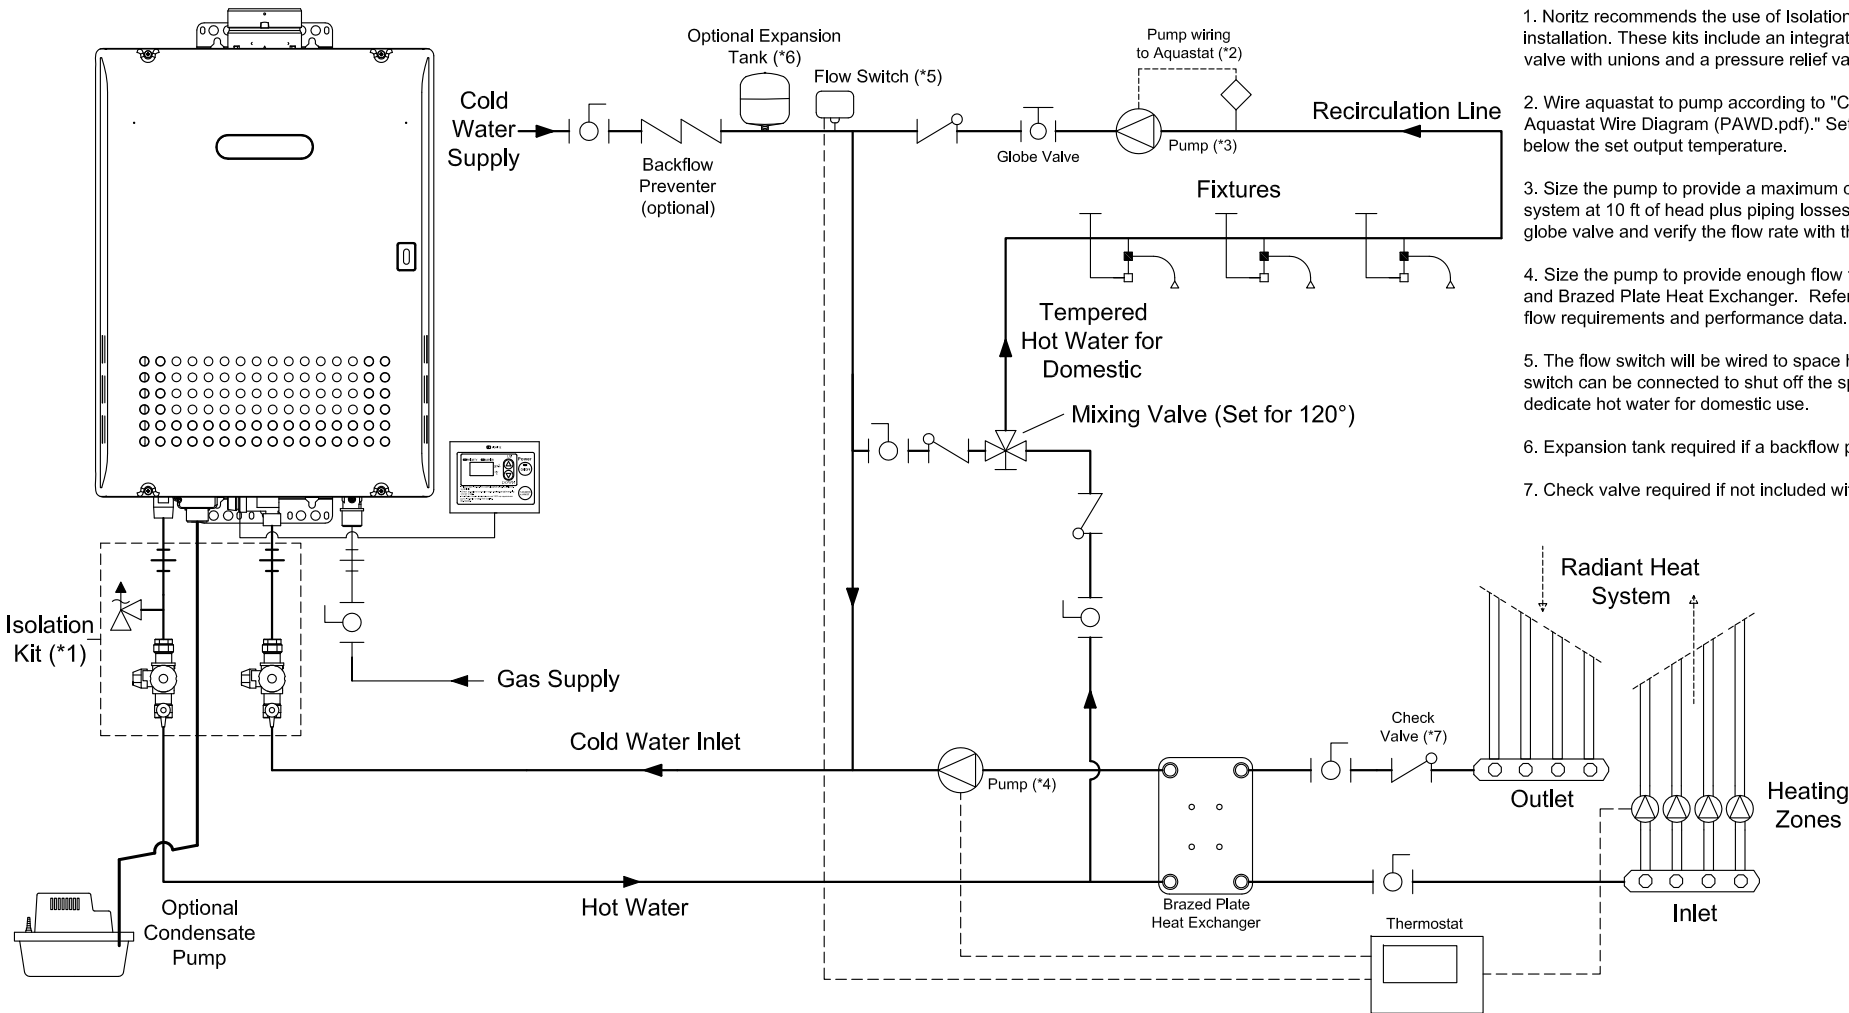 1. Noritz recommends the use of Isolation
installation. These kits include an integrat
valve with unions and a pressure relief va
2. Wire aquastat to pump according to "C
Aquastat Wire Diagram (PAWD.pdf)." Set
below the set output temperature.
3. Size the pump to provide a maximum o
system at 10 ft of head plus piping losses
globe valve and verify the flow rate with th
4. Size the pump to provide enough flow
and Brazed Plate Heat Exchanger. Refer
flow requirements and performance data.
5. The flow switch will be wired to space h
switch can be connected to shut off the sp
dedicate hot water for domestic use.
6. Expansion tank required if a backflow p
7. Check valve required if not included wi
Optional Expansion
Tank (*6)
Flow Switch (*5)
Pump wiring
to Aquastat (*2)
Cold
Water
Supply
Recirculation Line
Backflow
Preventer
(optional)
Globe Valve
Pump (*3)
Fixtures
Tempered
Hot Water for
Domestic
Mixing Valve (Set for 120°)
Power
Radiant Heat
System
Isolation
Kit (*1)
Gas Supply
Cold Water Inlet
Check
Valve (*7)
Pump (*4)
Outlet
Heating
Zones
Hot Water
Brazed Plate
Heat Exchanger
Inlet
Optional
Condensate
Pump
Thermostat